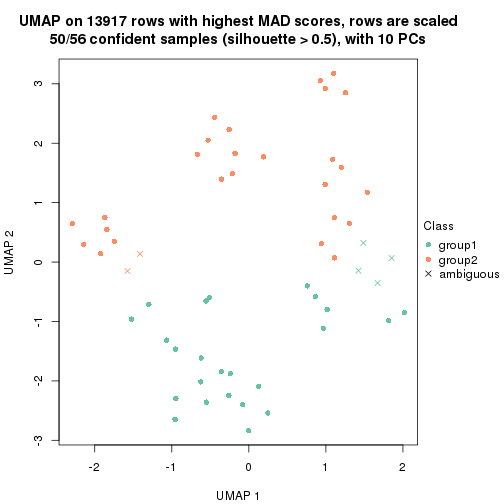 UMAP on 13917 rows with highest MAD scores, rows are scaled
50/56 confident samples (silhouette > 0.5), with 10 PCs
3
2
1
0
-1
-2
-3
UMAP 2
-2
-1
0
1
2
UMAP 1
Class
group1
group2
ambiguous